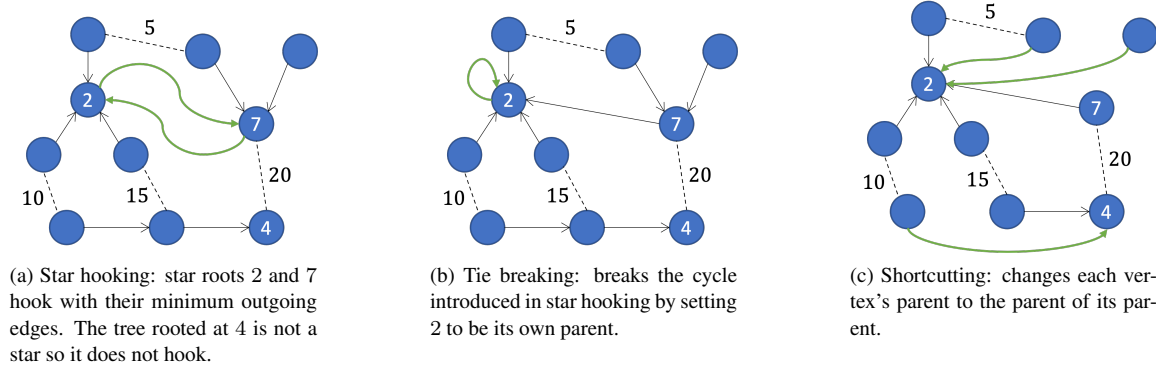 5
2
7
10
15
20
4
(a) Star hooking: star roots 2 and 7
hook with their minimum outgoing
edges. The tree rooted at 4 is not a
star so it does not hook.
5
2
7
10
15
20
4
(b) Tie breaking: breaks the cycle
introduced in star hooking by setting
2 to be its own parent.
5
2
7
10
15
20
4
(c) Shortcutting: changes each ver-
tex's parent to the parent of its par-
ent.